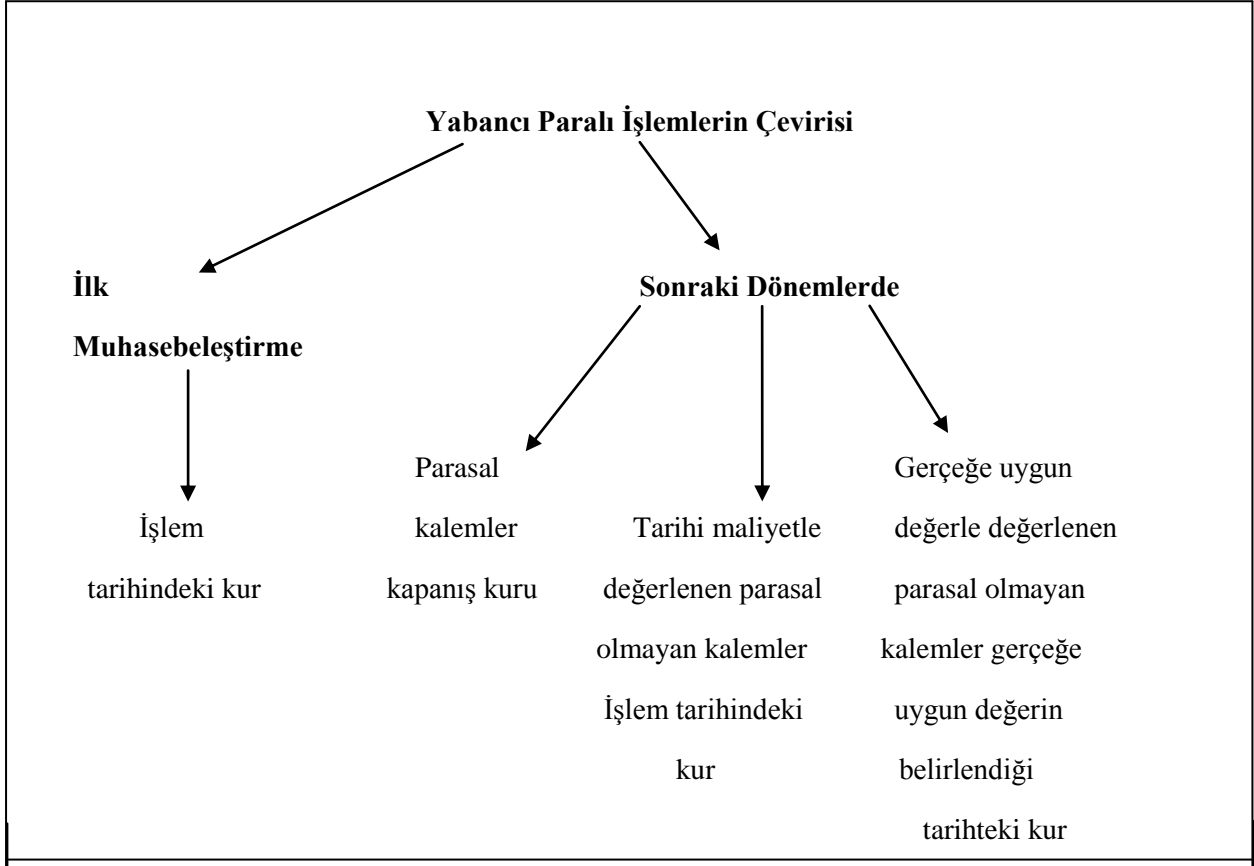 Yabancı Paralı İşlemlerin Çevirisi
İlk
Muhasebeleştirme
Sonraki Dönemlerde
İşlem
tarihindeki kur
Parasal
kalemler
kapanış kuru
Tarihi maliyetle
değerlenen parasal
olmayan kalemler
İşlem tarihindeki
kur
Gerçeğe uygun
değerle değerlenen
parasal olmayan
kalemler gerçeğe
uygun değerin
belirlendiği
tarihteki kur